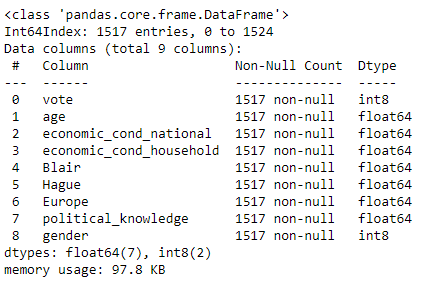 <class 'pandas.core.frame.DataFrame'>
Int64Index: 1517 entries, 0 to 1524
Data columns (total 9 columns):
 #   Column                   Non-Null Count  Dtype
---  ------                   --------------  -----
 0   vote                     1517 non-null   int8
 1   age                      1517 non-null   float64
 2   economic_cond_national   1517 non-null   float64
 3   economic_cond_household  1517 non-null   float64
 4   Blair                    1517 non-null   float64
 5   Hague                    1517 non-null   float64
 6   Europe                   1517 non-null   float64
 7   political_knowledge      1517 non-null   float64
 8   gender                   1517 non-null   int8
dtypes: float64(7), int8(2)
memory usage: 97.8 KB